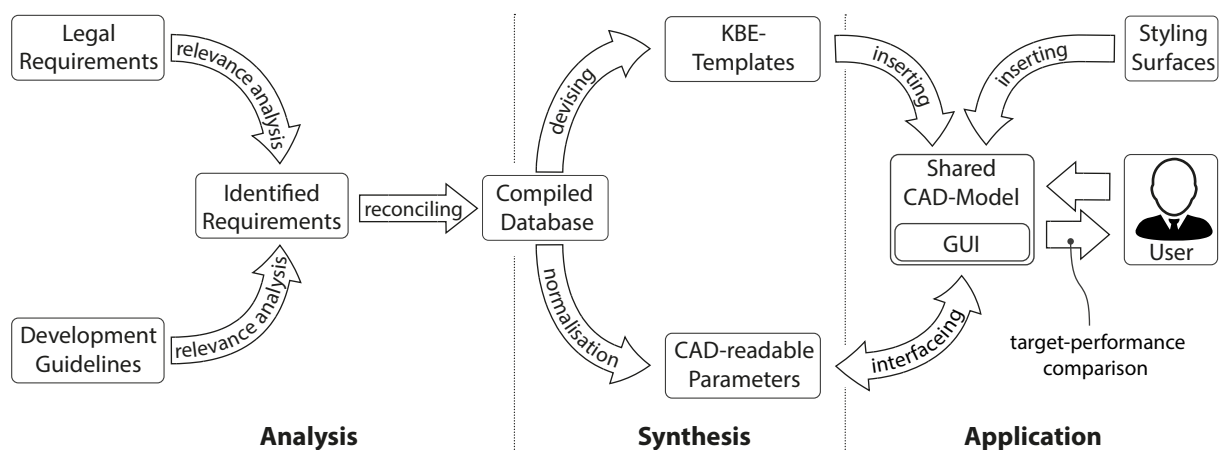 Legal
Requirements
relevance analysis
Identified
Requirements
relevance analysis
Development
Guidelines
reconciling
Compiled
Database
devising
normalisation
KBE-
Templates
CAD-readable
Parameters
inserting
inserting
Styling
Surfaces
Shared
CAD-Model
GUI
User
interfaceing
target-performance
comparison
Analysis
Synthesis
Application